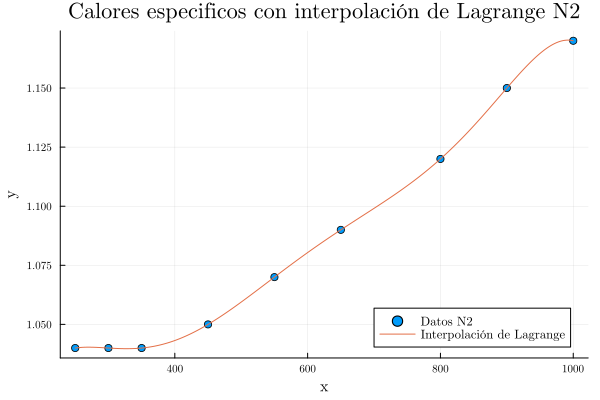 Calores especificos con interpolación de Lagrange N2
1.150
1.125
1.100
1.075
1.050
y
400
600
800
1000
x
Datos N2
Interpolación de Lagrange